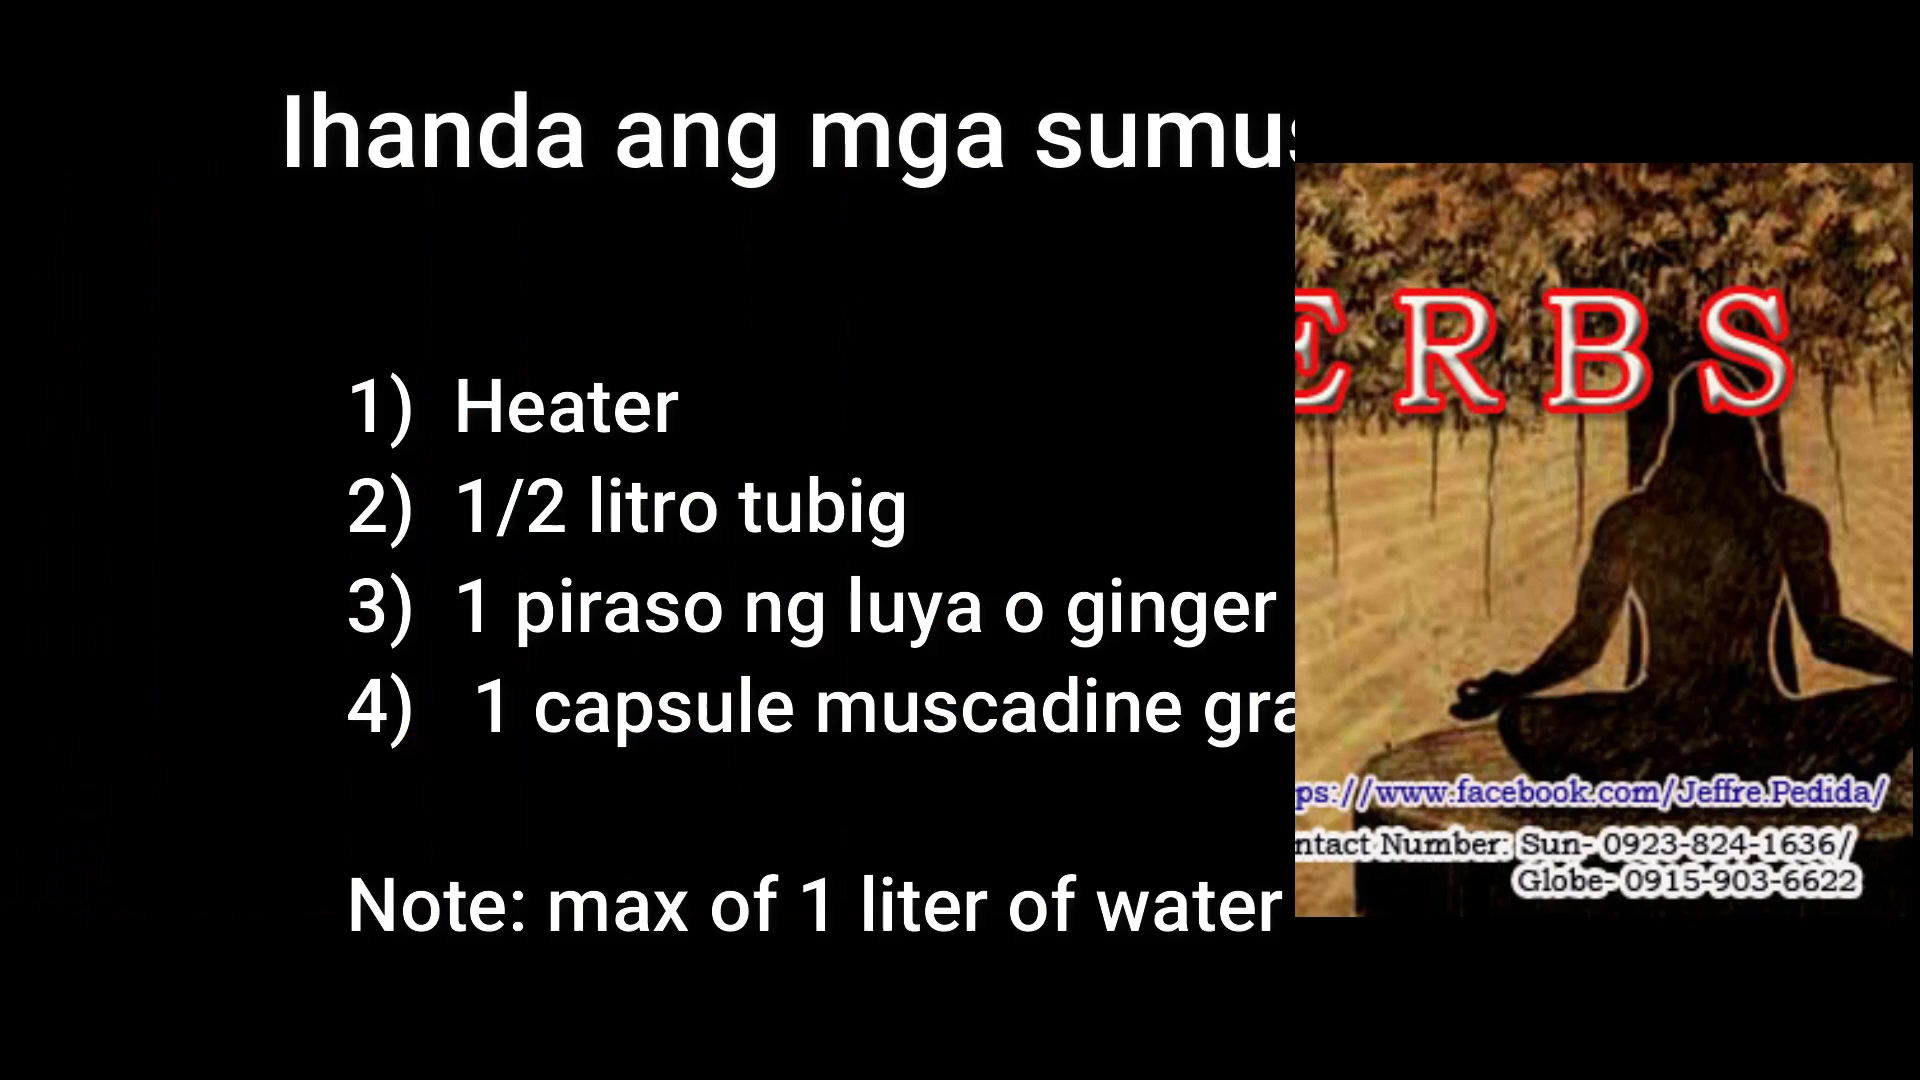 Ihanda ang mga
1) Heater
2) 1/2 litro tubig
3) 1 piraso ng luya o ginger
4) 1 capsule muscadine
Note: max of 1 liter of water
ERBS
ps://www.facebook.com/Jeffre.Pedida/
ntact Number: Sun- 0923-824-1636/
Globe- 0915-903-6622